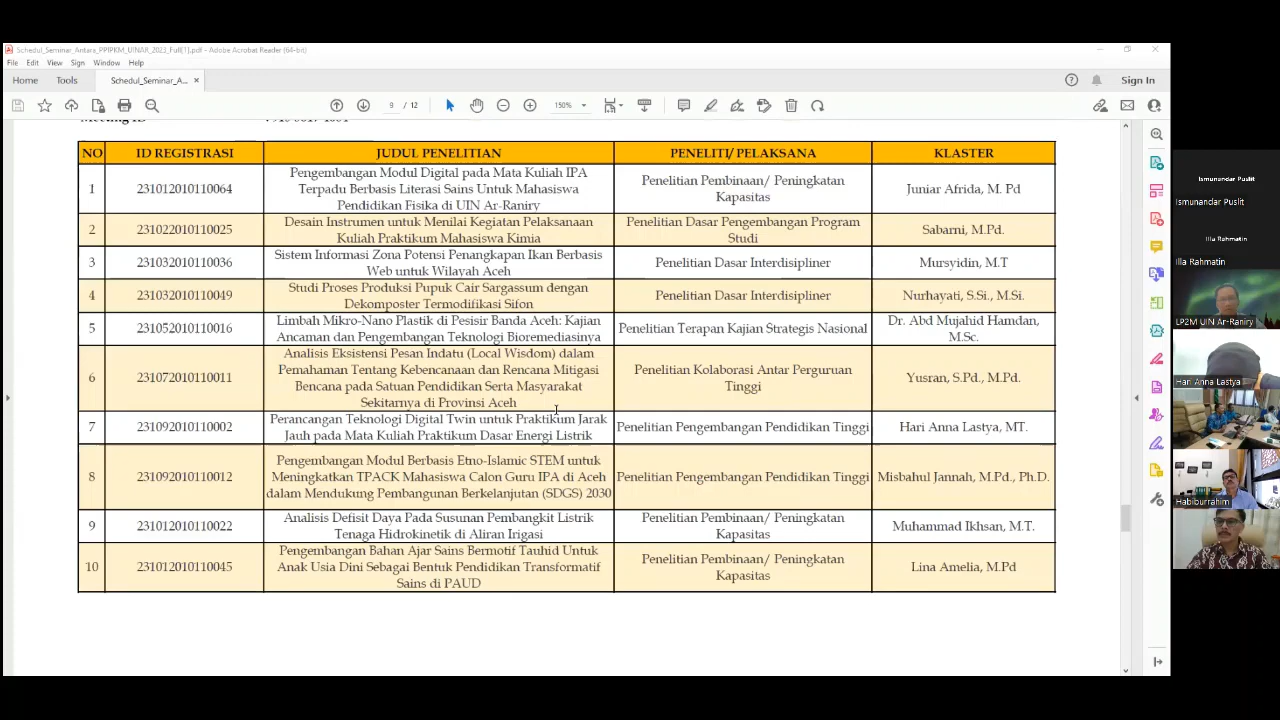 Schedul_Seminar_Antara_PPIPKM_UINAR_2023_Full[1].pdf - Adobe Acrobat Reader (64-bit)
File Edit View Sign Window Help
Home Tools Schedul_Seminar_A... × Sign In
9 / 12 150%
Meeting ID
NO ID REGISTRASI JUDUL PENELITIAN PENELITI/ PELAKSANA KLASTER
1 231012010110064 Pengembangan Modul Digital pada Mata Kuliah IPA
Terpadu Berbasis Literasi Sains Untuk Mahasiswa
Pendidikan Fisika di UIN Ar-Raniry
Penelitian Pembinaan/ Peningkatan
Kapasitas
Juniar Afrida, M. Pd
2 231022010110025 Desain Instrumen untuk Menilai Kegiatan Pelaksanaan
Kuliah Praktikum Mahasiswa Kimia
Penelitian Dasar Pengembangan Program
Studi
Sabarni, M.Pd.
3 231032010110036 Sistem Informasi Zona Potensi Penangkapan Ikan Berbasis
Web untuk Wilayah Aceh
Penelitian Dasar Interdisipliner
Mursyidin, M.T
4 231032010110049 Studi Proses Produksi Pupuk Cair Sargassum dengan
Dekomposter Termodifikasi Sifon
Penelitian Dasar Interdisipliner
Nurhayati, S.Si., M.Si.
5 231052010110016 Limbah Mikro-Nano Plastik di Pesisir Banda Aceh: Kajian
Ancaman dan Pengembangan Teknologi Bioremediasinya
Penelitian Terapan Kajian Strategis Nasional
Dr. Abd Mujahid Hamdan,
M.Sc.
6 231072010110011 Analisis Eksistensi Pesan Indatu (Local Wisdom) dalam
Pemahaman Tentang Kebencanaan dan Rencana Mitigasi
Bencana pada Satuan Pendidikan Serta Masyarakat
Sekitarnya di Provinsi Aceh
Penelitian Kolaborasi Antar Perguruan
Tinggi
Yusran, S.Pd., M.Pd.
7 231092010110002 Perancangan Teknologi Digital Twin untuk Praktikum Jarak
Jauh pada Mata Kuliah Praktikum Dasar Energi Listrik
Penelitian Pengembangan Pendidikan Tinggi
Hari Anna Lastya, MT.
8 231092010110012 Pengembangan Modul Berbasis Etno-Islamic STEM untuk
Meningkatkan TPACK Mahasiswa Calon Guru IPA di Aceh
dalam Mendukung Pembangunan Berkelanjutan (SDGS) 2030
Penelitian Pengembangan Pendidikan Tinggi
Misbahul Jannah, M.Pd., Ph.D.
9 231012010110022 Analisis Defisit Daya Pada Susunan Pembangkit Listrik
Tenaga Hidrokinetik di Aliran Irigasi
Penelitian Pembinaan/ Peningkatan
Kapasitas
Muhammad Ikhsan, M.T.
10 231012010110045 Pengembangan Bahan Ajar Sains Bermotif Tauhid Untuk
Anak Usia Dini Sebagai Bentuk Pendidikan Transformatif
Sains di PAUD
Penelitian Pembinaan/ Peningkatan
Kapasitas
Lina Amelia, M.Pd
Ismunandar Puslit
Ismunandar Puslit
Illa Rahmatin
Illa Rahmatin
LP2M UIN Ar-Raniry
Hari Anna Lastya
Habiburrahim